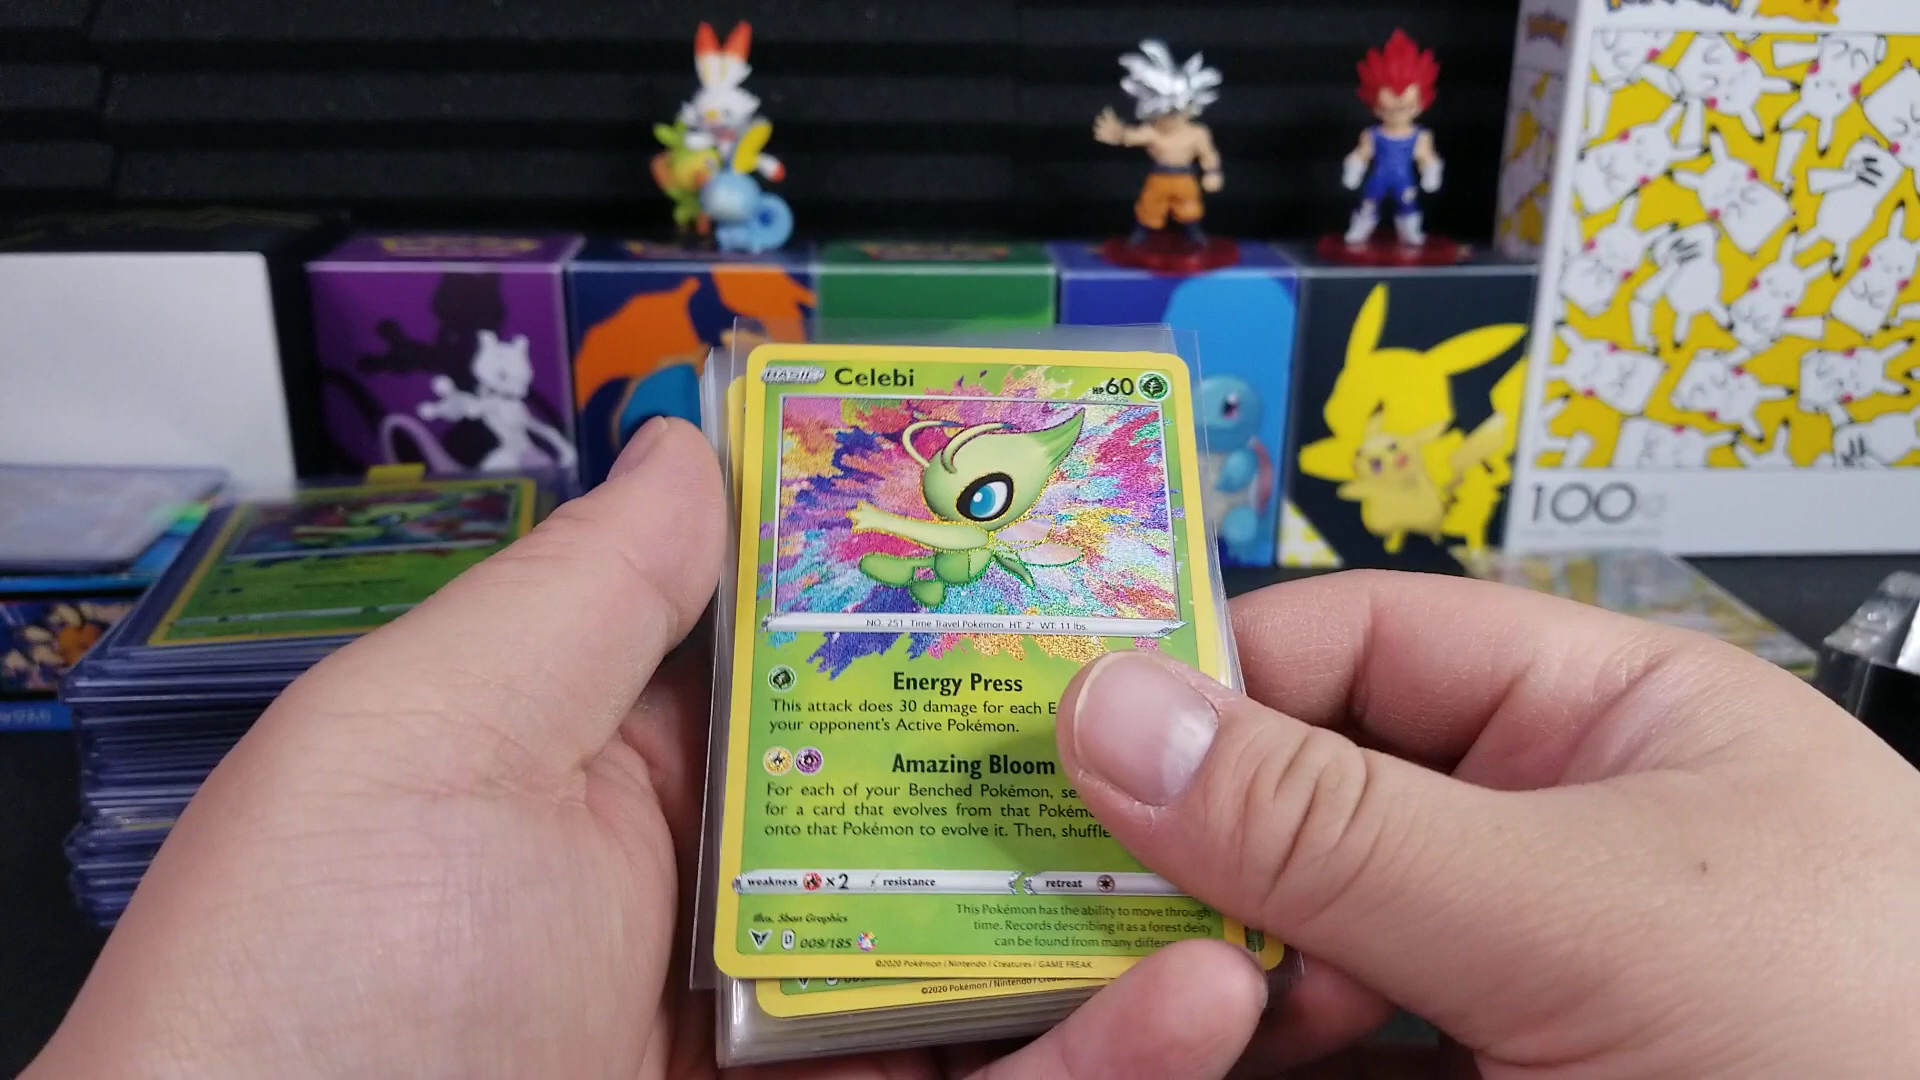 BASIC Celebi HP 60
NO. 251 Time Travel Pokémon HT 2' WT. 11 lbs.
Energy Press
This attack does 30 damage for each E
your opponent's Active Pokémon.
Amazing Bloom
For each of your Benched Pokémon, se
for a card that evolves from that Pokém
onto that Pokémon to evolve it. Then, shuffle
weakness ×2 resistance retreat
Illus. 5ban Graphics
This Pokémon has the ability to move through
time. Records describing it as a forest deity
can be found from many differ
D 009/185
©2020 Pokémon / Nintendo / Creatures / GAME FREAK
©2020 Pokémon / Nintendo / Crea
100